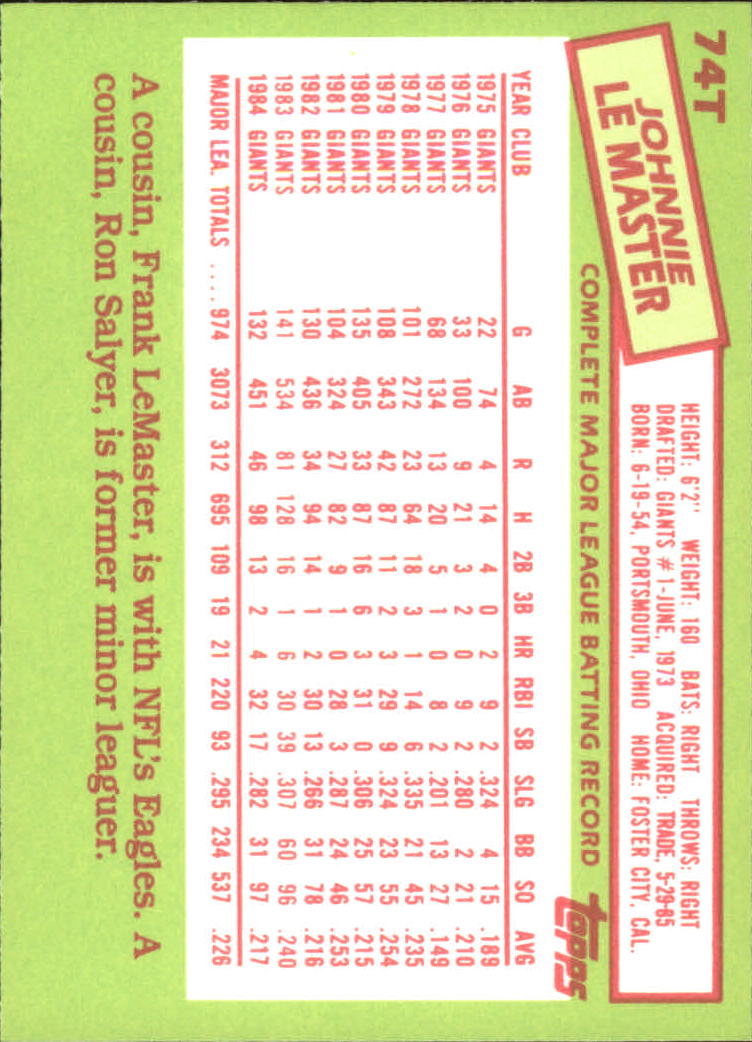 74T
JOHNNIE
LE MASTER
HEIGHT: 6'2" WEIGHT: 160 BATS: RIGHT THROWS: RIGHT
DRAFTED: GIANTS #1-JUNE, 1973 ACQUIRED: TRADE, 5-29-85
BORN: 6-19-54, PORTSMOUTH, OHIO HOME: FOSTER CITY, CAL.
COMPLETE MAJOR LEAGUE BATTING RECORD
topps
YEAR CLUB G AB R H 2B 3B HR RBI SB SLG BB SO AVG
1975 GIANTS 22 74 4 14 4 0 2 9 2 .324 4 15 .189
1976 GIANTS 33 100 9 21 3 2 0 9 2 .280 2 21 .210
1977 GIANTS 68 134 13 20 5 1 0 8 2 .201 13 27 .149
1978 GIANTS 101 272 23 64 18 3 1 14 6 .335 21 45 .235
1979 GIANTS 108 343 42 87 11 2 3 29 9 .324 23 55 .254
1980 GIANTS 135 405 33 87 16 6 3 31 0 .306 25 57 .215
1981 GIANTS 104 324 27 82 9 1 0 28 3 .287 24 46 .253
1982 GIANTS 130 436 34 94 14 1 2 30 13 .266 31 78 .216
1983 GIANTS 141 534 81 128 16 1 6 30 39 .307 60 96 .240
1984 GIANTS 132 451 46 98 13 2 4 32 17 .282 31 97 .217
MAJOR LEA. TOTALS .... 974 3073 312 695 109 19 21 220 93 .295 234 537 .226
A cousin, Frank LeMaster, is with NFL's Eagles. A
cousin, Ron Salyer, is former minor leaguer.